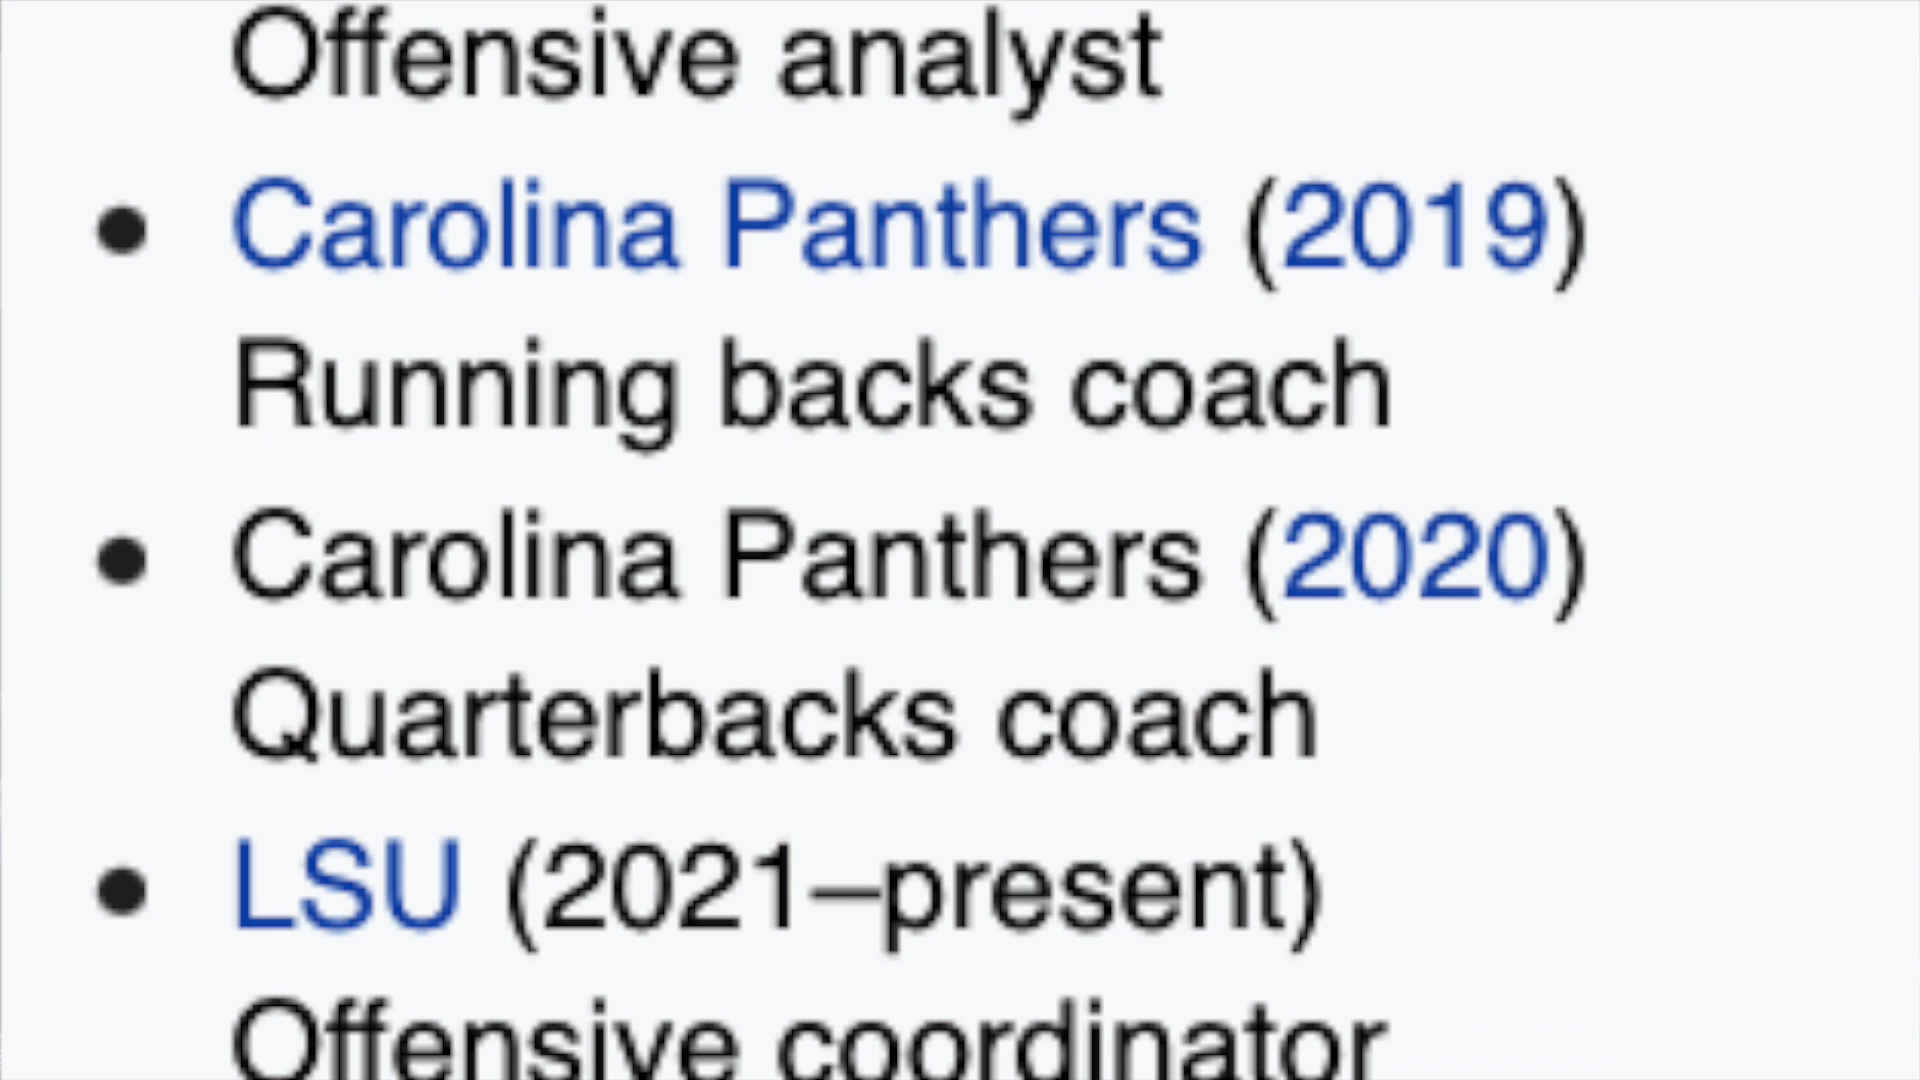 Offensive analyst
• Carolina Panthers (2019)
Running backs coach
• Carolina Panthers (2020)
Quarterbacks coach
• LSU (2021–present)
Offensive coordinator